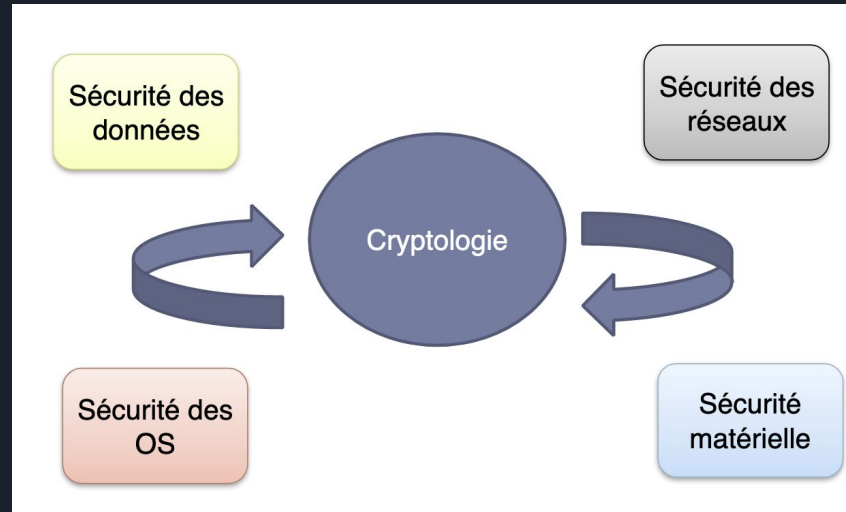 Sécurité des
données
Sécurité des
réseaux
Cryptologie
Sécurité des
OS
Sécurité
matérielle